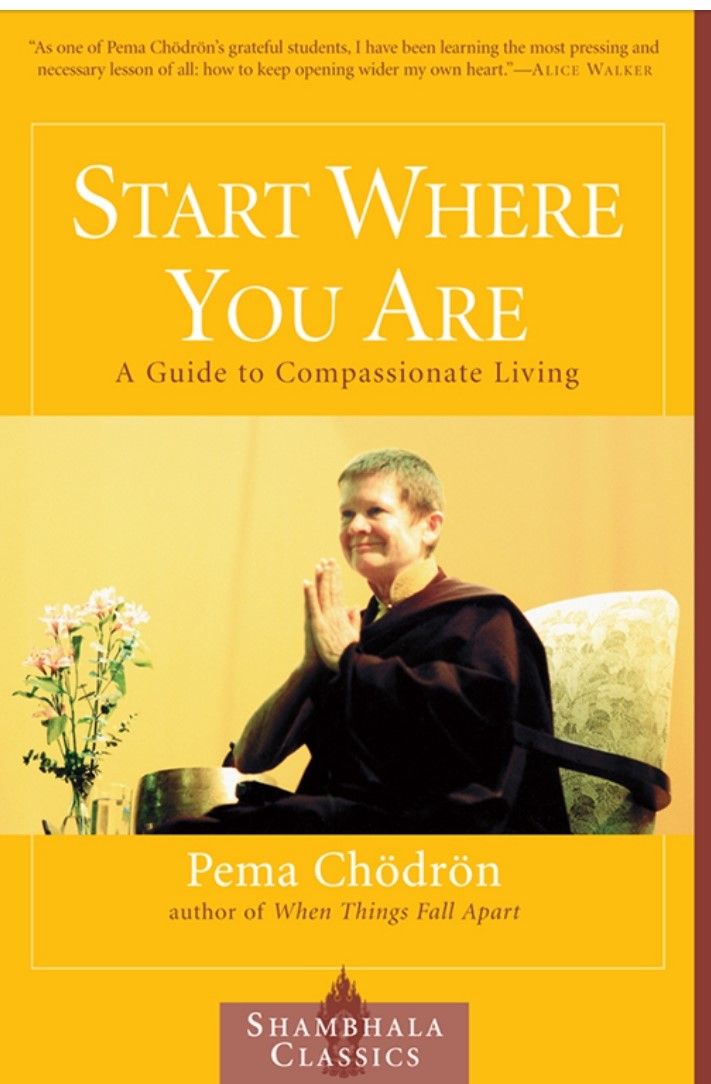 “As one of Pema Chödrön’s grateful students, I have been learning the most pressing and
necessary lesson of all: how to keep opening wider my own heart.”—ALICE WALKER
START WHERE
YOU ARE
A Guide to Compassionate Living
Pema Chödrön
author of When Things Fall Apart
SHAMBHALA
CLASSICS